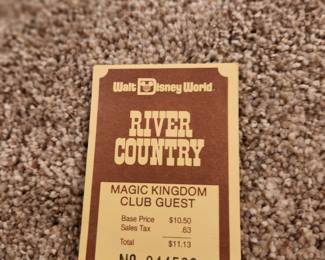 Walt Disney World
RIVER
COUNTRY
MAGIC KINGDOM
CLUB GUEST
Base Price $10.50
Sales Tax .63
Total $11.13